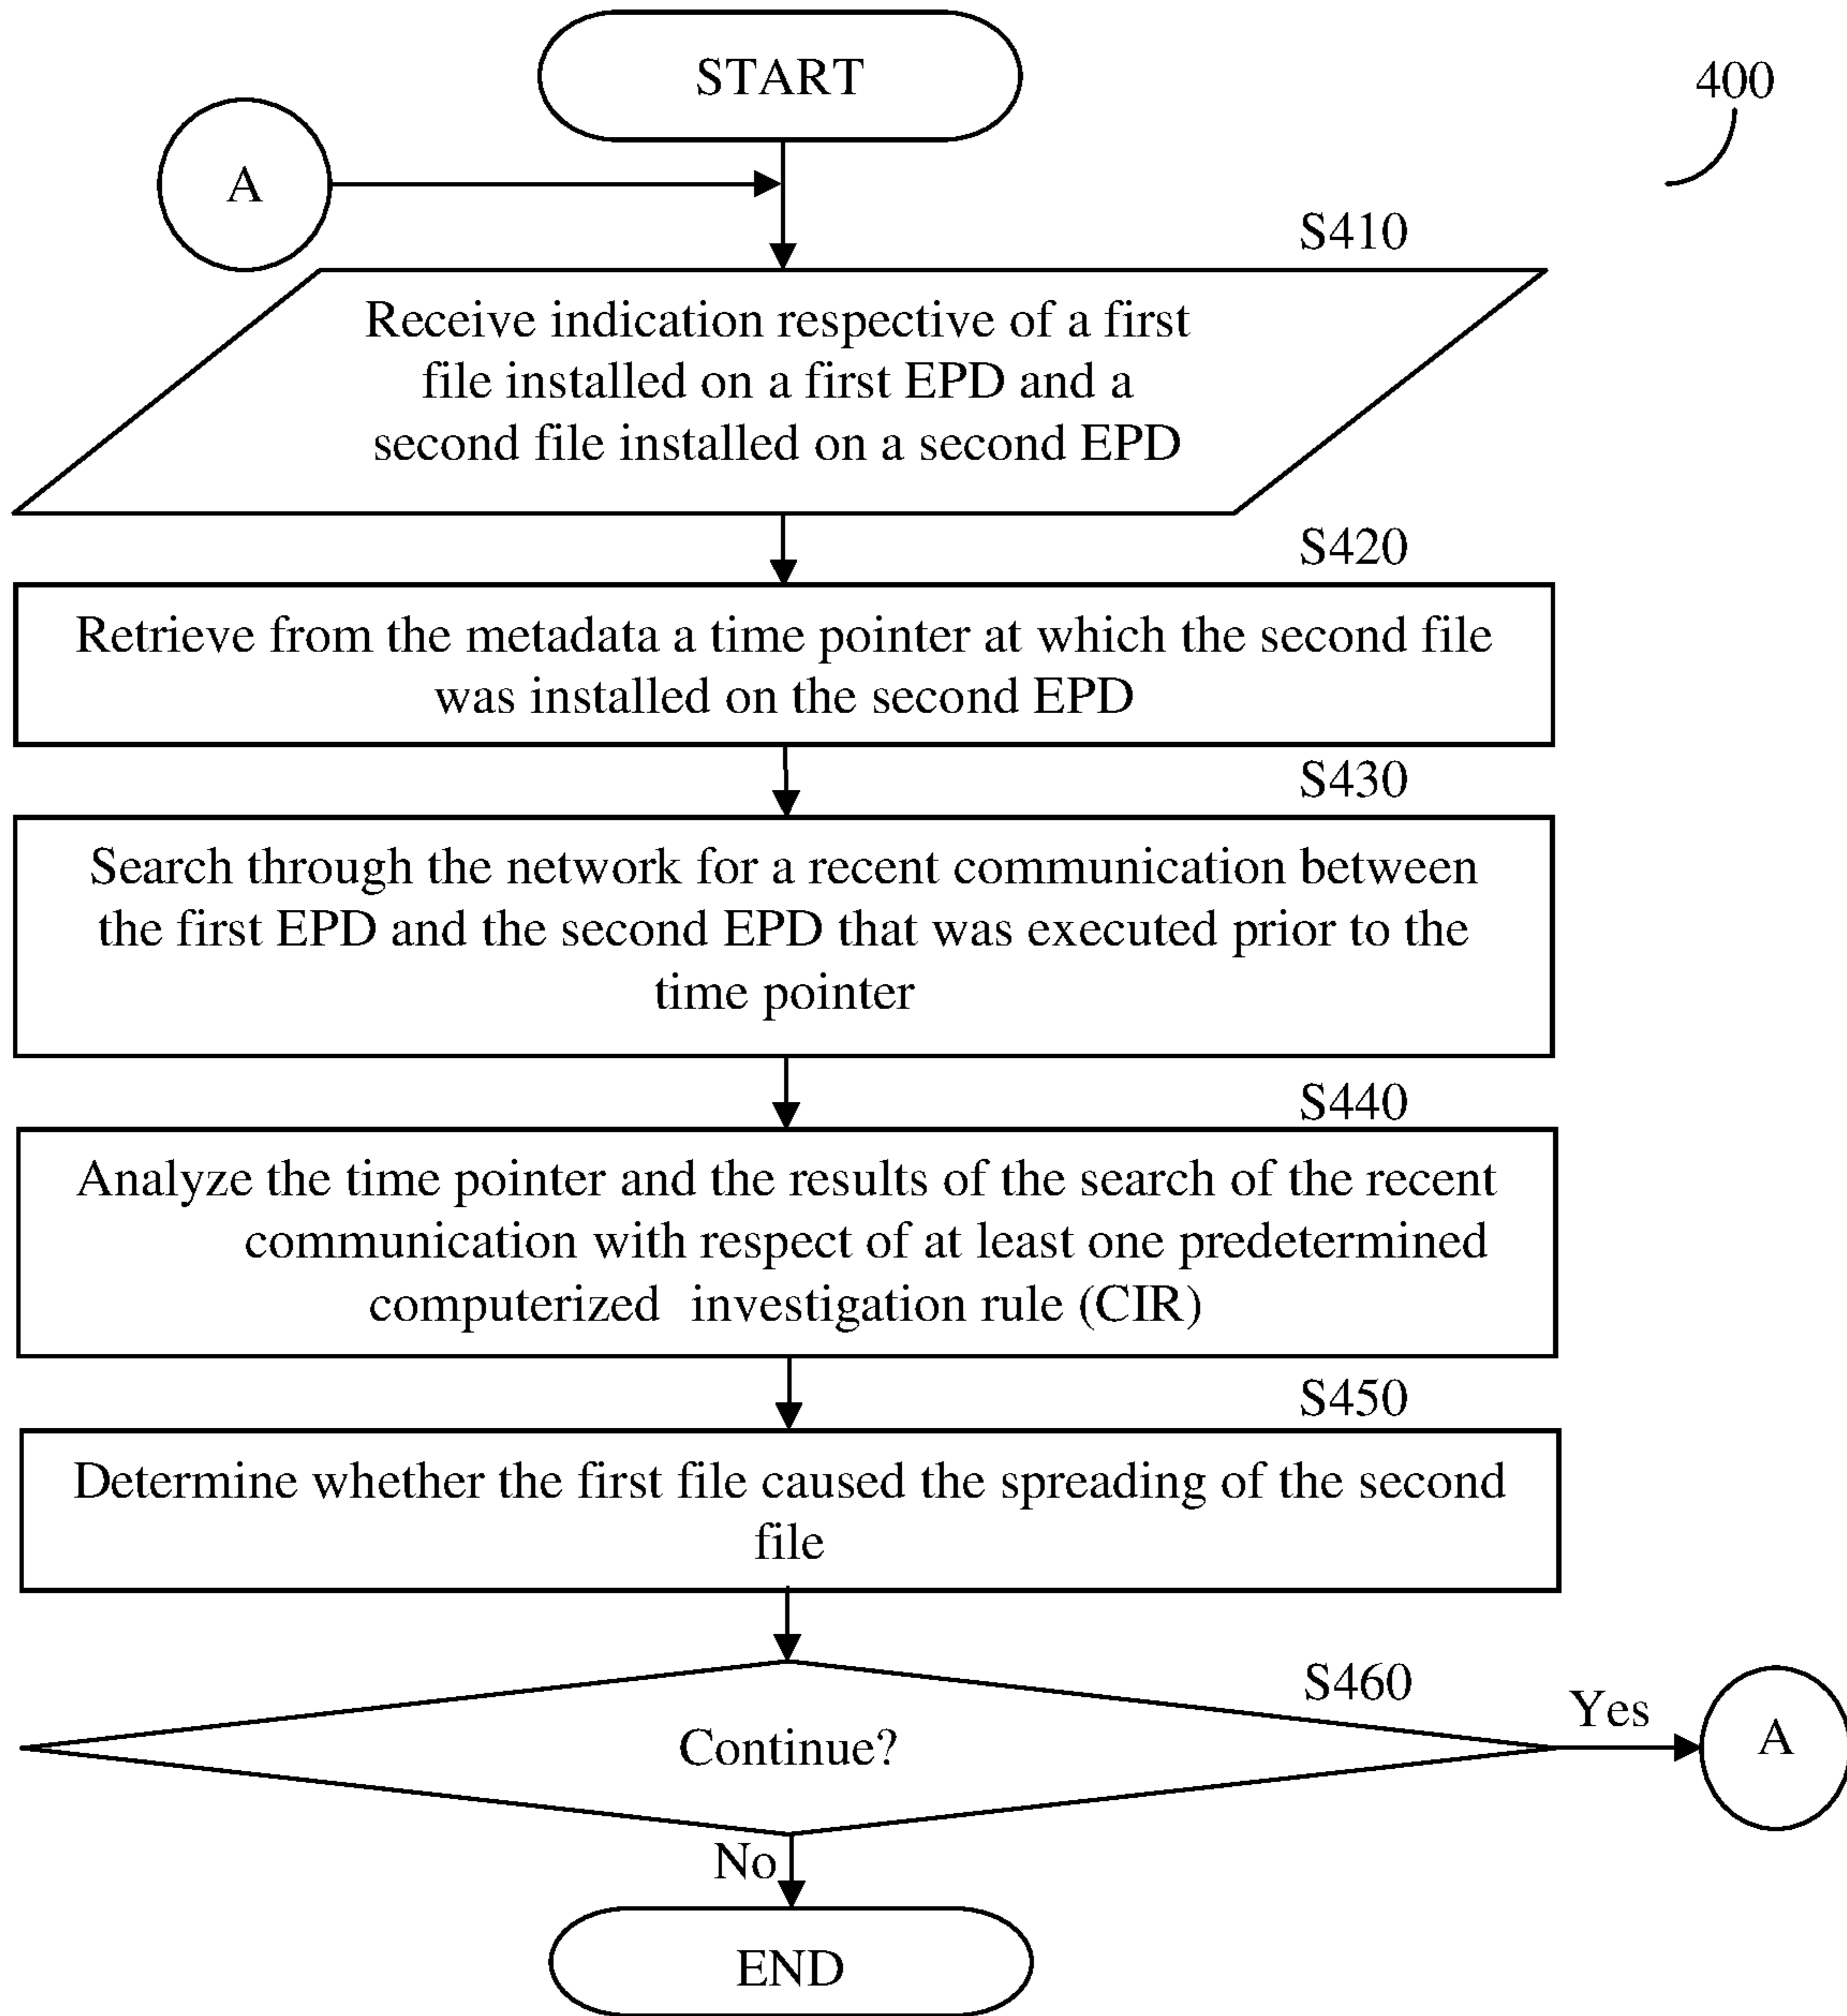 START
400
A
S410
Receive indication respective of a first
file installed on a first EPD and a
second file installed on a second EPD
S420
Retrieve from the metadata a time pointer at which the second file
was installed on the second EPD
S430
Search through the network for a recent communication between
the first EPD and the second EPD that was executed prior to the
time pointer
S440
Analyze the time pointer and the results of the search of the recent
communication with respect of at least one predetermined
computerized investigation rule (CIR)
S450
Determine whether the first file caused the spreading of the second
file
S460
Continue?
Yes
A
No
END